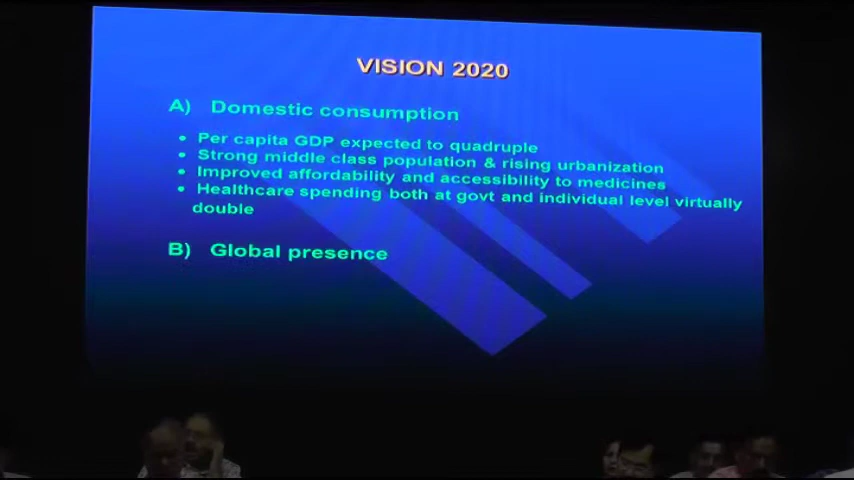 VISION 2020
A) Domestic consumption
• Per capita GDP expected to quadruple
• Strong middle class population & rising urbanization
• Improved affordability and accessibility to medicines
• Healthcare spending both at govt and individual level virtually
double
B) Global presence